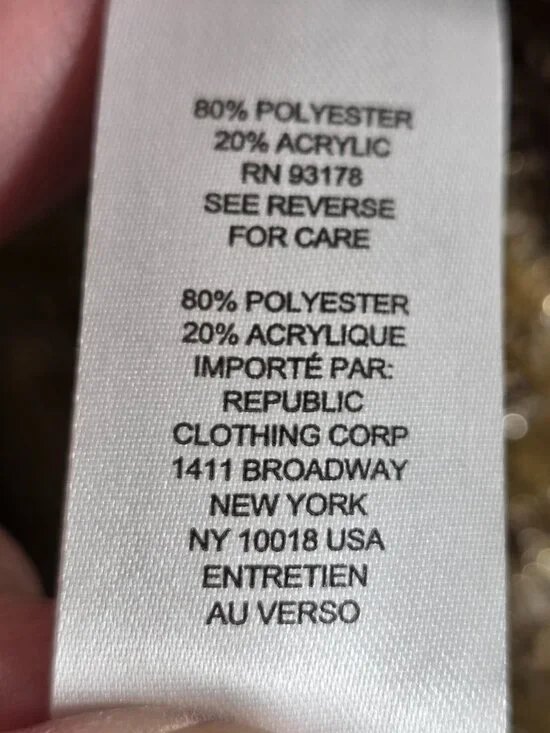 80% POLYESTER
20% ACRYLIC
RN 93178
SEE REVERSE
FOR CARE
80% POLYESTER
20% ACRYLIQUE
IMPORTÉ PAR:
REPUBLIC
CLOTHING CORP
1411 BROADWAY
NEW YORK
NY 10018 USA
ENTRETIEN
AU VERSO